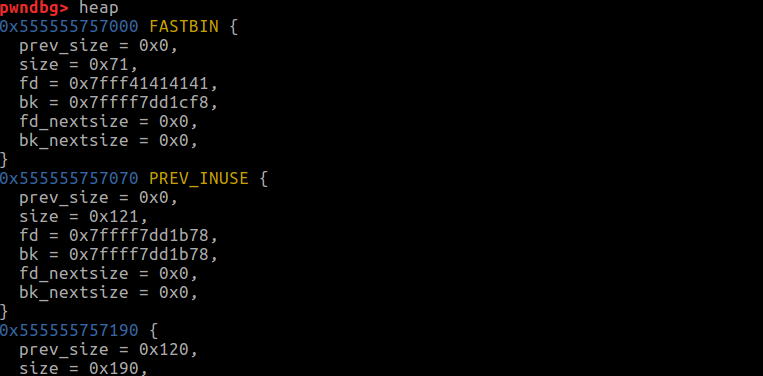 pwndbg> heap
0x555555757000 FASTBIN {
  prev_size = 0x0,
  size = 0x71,
  fd = 0x7fff41414141,
  bk = 0x7ffff7dd1cf8,
  fd_nextsize = 0x0,
  bk_nextsize = 0x0,
}
0x555555757070 PREV_INUSE {
  prev_size = 0x0,
  size = 0x121,
  fd = 0x7ffff7dd1b78,
  bk = 0x7ffff7dd1b78,
  fd_nextsize = 0x0,
  bk_nextsize = 0x0,
}
0x555555757190 {
  prev_size = 0x120,
  size = 0x190,